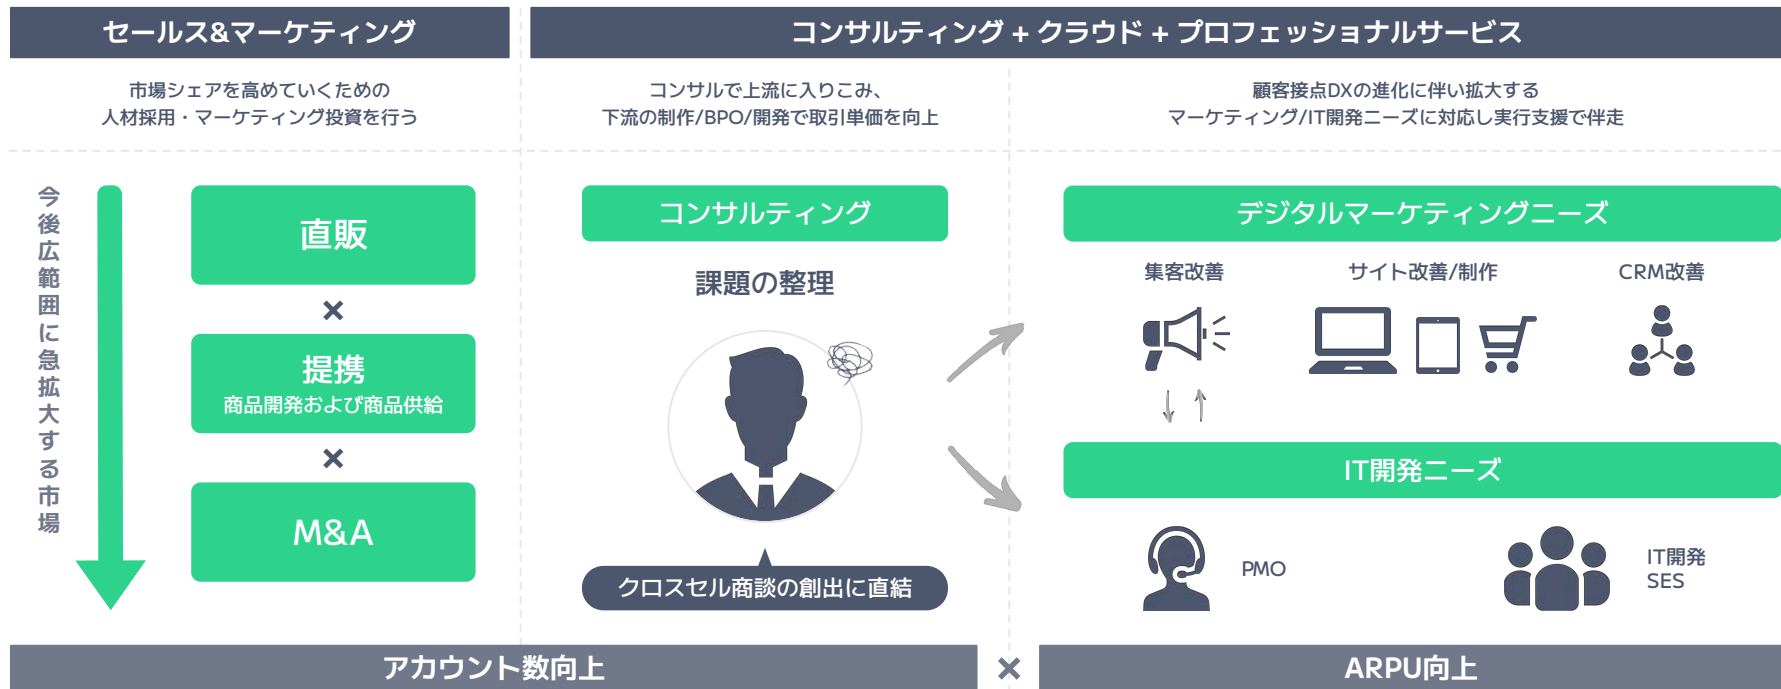 セールス&マーケティング
市場シェアを高めていくための
人材採用・マーケティング投資を行う
今後広範囲に急拡大する市場
直販
×
提携
商品開発および商品供給
×
M&A
コンサルティング + クラウド + プロフェッショナルサービス
コンサルで上流に入りこみ、
下流の制作/BPO/開発で取引単価を向上
コンサルティング
課題の整理
クロスセル商談の創出に直結
顧客接点DXの進化に伴い拡大する
マーケティング/IT開発ニーズに対応し実行支援で伴走
デジタルマーケティングニーズ
集客改善
サイト改善/制作
CRM改善
IT開発ニーズ
PMO
IT開発
SES
アカウント数向上
×
ARPU向上